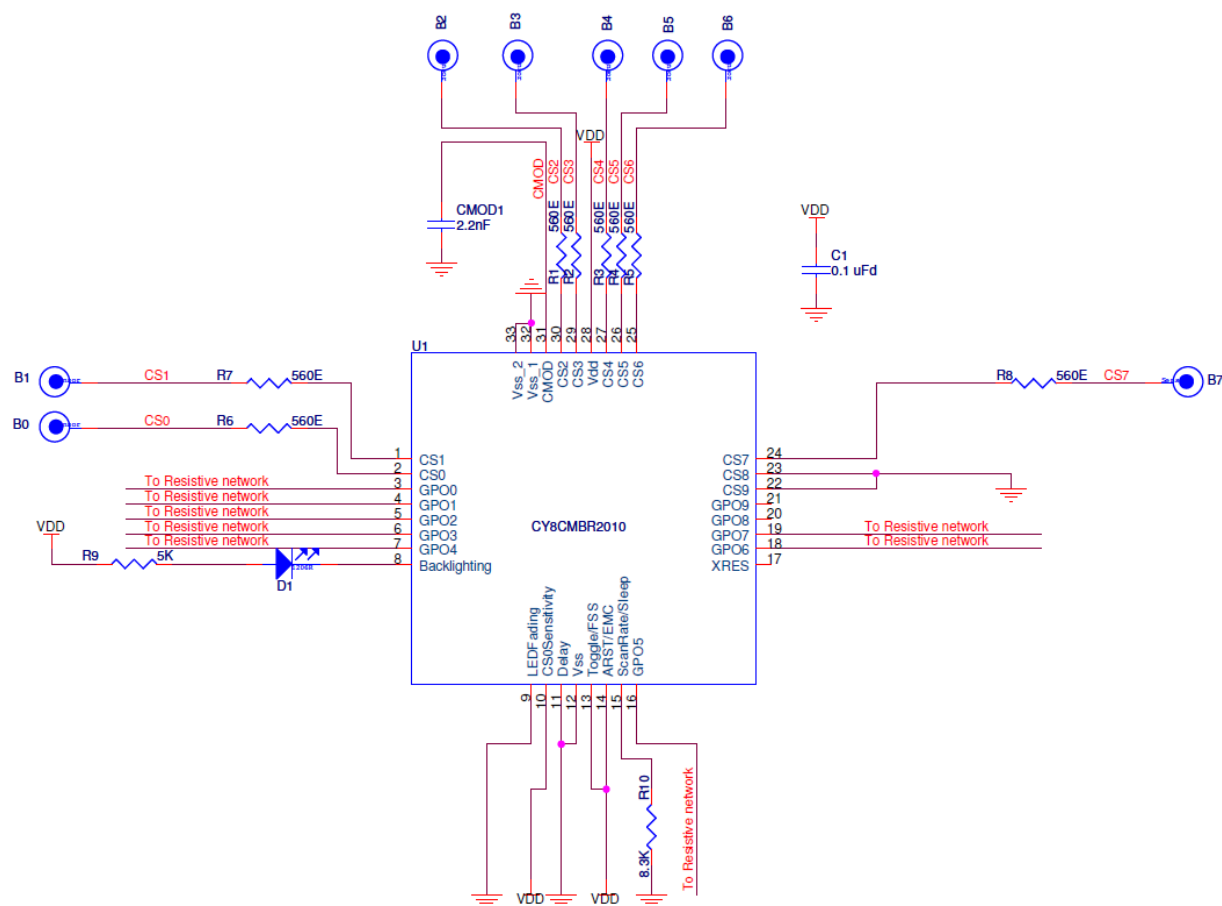 B2
B3
B4
B5
B6
VDD
CMOD
CS2
CS3
CS4
CS5
CS6
CMOD1
2.2nF
560E
560E
560E
560E
560E
R1
R2
R3
R4
R5
VDD
C1
0.1 uFd
33
32
31
30
29
28
27
26
25
U1
Vss_2
Vss_1
CMOD
CS2
CS3
Vdd
CS4
CS5
CS6
B1
CS1
R7
560E
B0
CS0
R6
560E
R8
560E
CS7
B7
1
CS1
2
CS0
To Resistive network
3
GPO0
To Resistive network
4
GPO1
To Resistive network
5
GPO2
To Resistive network
6
GPO3
To Resistive network
7
GPO4
VDD
R9
5K
D1
1206R
8
Backlighting
CY8CMBR2010
CS7
24
CS8
23
CS9
22
GPO9
21
GPO8
20
GPO7
19
To Resistive network
GPO6
18
To Resistive network
XRES
17
LEDFading
CS0Sensitivity
Delay
Vss
Toggle/FSS
ARST/EMC
ScanRate/Sleep
GPO5
9
10
11
12
13
14
15
16
R10
8.3K
To Resistive network
VDD
VDD